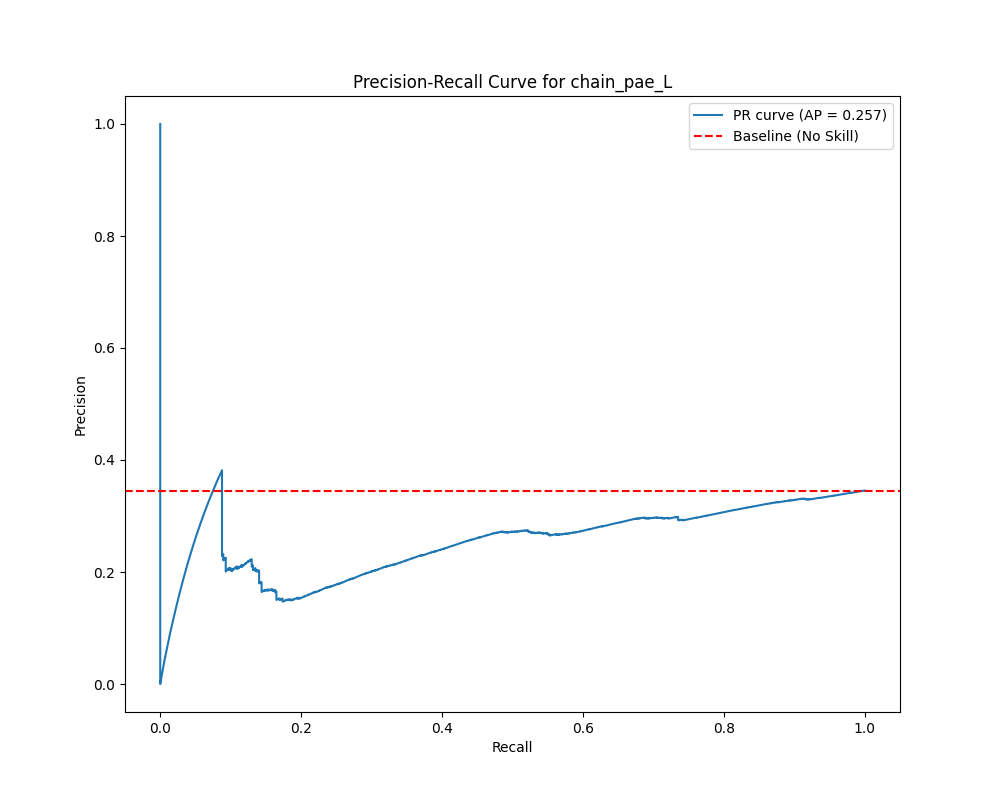 Precision-Recall Curve for chain_pae_L
PR curve (AP = 0.257)
Baseline (No Skill)
1.0
0.8
0.6
0.4
0.2
0.0
Precision
0.0 0.2 0.4 0.6 0.8 1.0
Recall